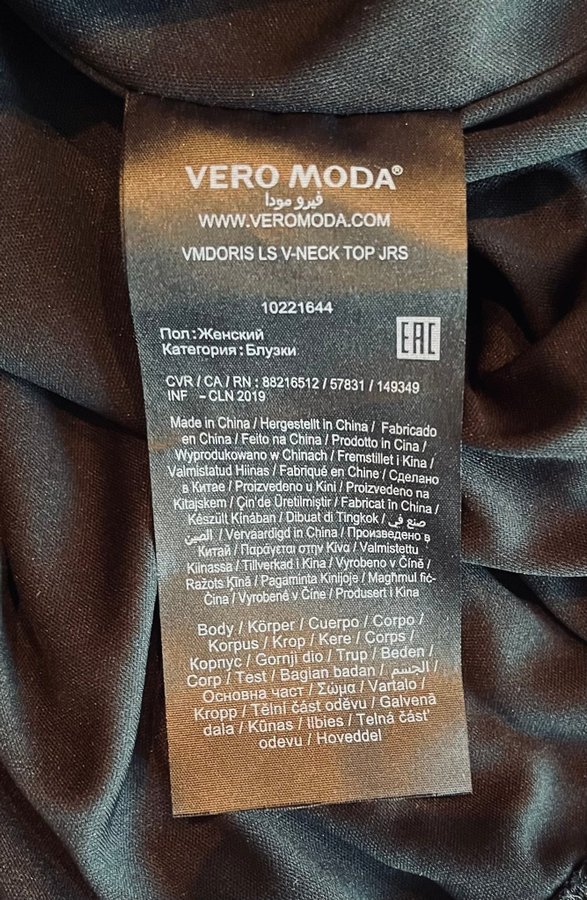 VERO MODA®
فيرو مودا
WWW.VEROMODA.COM
VMDORIS LS V-NECK TOP JRS
10221644
Пол:Женский
Категория:Блузки
EAC
CVR / CA / RN : 88216512 / 57831 / 149349
INF - CLN 2019
Made in China / Hergestellt in China / Fabricado
en China / Feito na China / Prodotto in Cina /
Wyprodukowano w Chinach / Fremstillet i Kina /
Valmistatud Hiinas / Fabriqué en Chine / Сделано
в Китае / Proizvedeno u Kini / Proizvedeno na
Kitajskem / Çin'de Üretilmiştir / Fabricat în China /
Készült Kínában / Dibuat di Tingkok / صنع في
الصين / Vervaardigd in China / Произведено в
Китай / Παράγεται στην Κίνα / Valmistettu
Kiinassa / Tillverkad i Kina / Vyrobeno v Číně /
Ražots Ķīnā / Pagaminta Kinijoje / Maghmul fiċ-
Ċina / Vyrobené v Číne / Produsert i Kina
Body / Körper / Cuerpo / Corpo /
Korpus / Krop / Kere / Corps /
Корпус / Gornji dio / Trup / Beden /
Corp / Test / Bagian badan / الجسم /
Основна част / Σώμα / Vartalo /
Kropp / Tělní část oděvu / Galvenā
daļa / Kūnas / Ilbies / Telná časť
odevu / Hoveddel